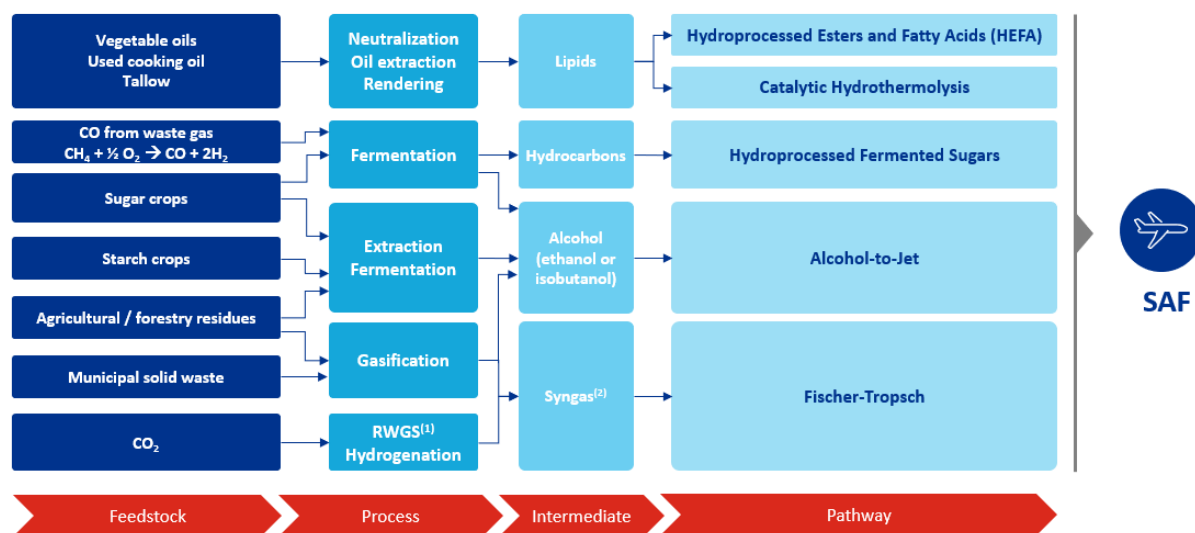 Vegetable oils
Used cooking oil
Tallow
Neutralization
Oil extraction
Rendering
Lipids
Hydroprocessed Esters and Fatty Acids (HEFA)
Catalytic Hydrothermolysis
CO from waste gas
CH₄ + ½ O₂ → CO + 2H₂
Fermentation
Hydrocarbons
Hydroprocessed Fermented Sugars
Sugar crops
Starch crops
Extraction
Fermentation
Alcohol
(ethanol or
isobutanol)
Alcohol-to-Jet
SAF
Agricultural / forestry residues
Municipal solid waste
Gasification
Syngas⁽²⁾
Fischer-Tropsch
CO₂
RWGS⁽¹⁾
Hydrogenation
Feedstock
Process
Intermediate
Pathway